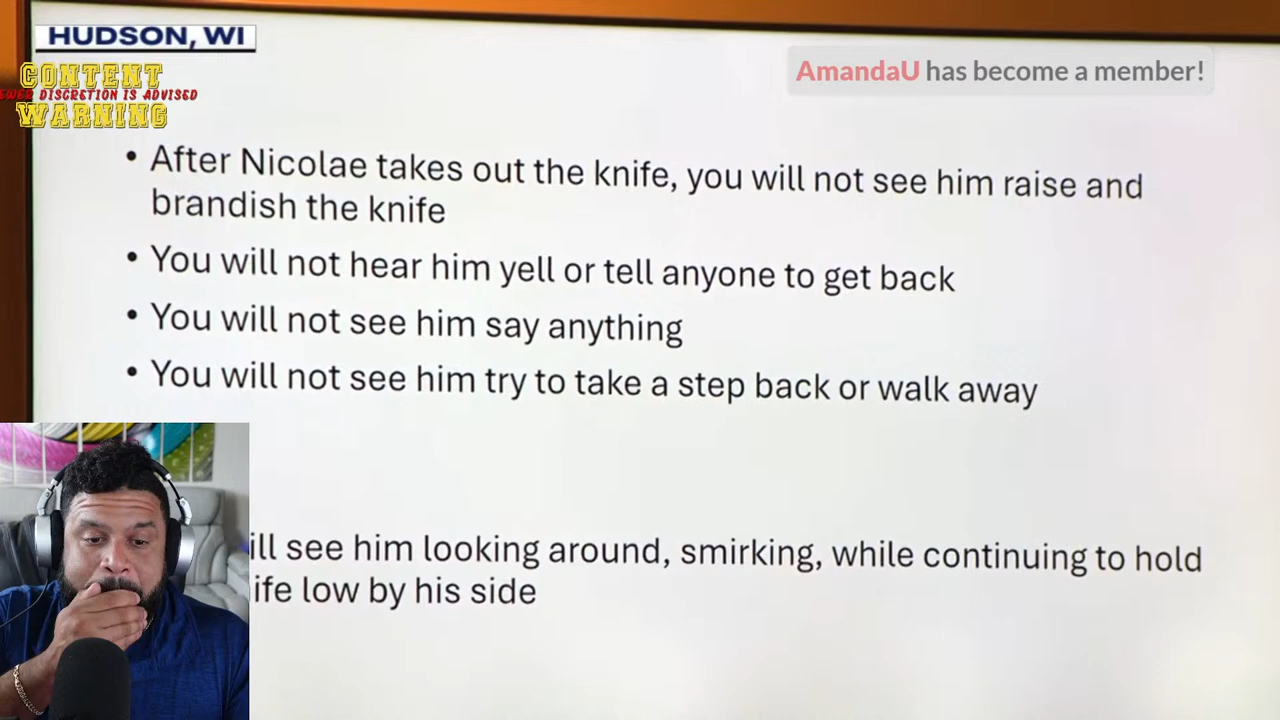 HUDSON, WI
CONTENT
VIEWER DISCRETION IS ADVISED
WARNING
AmandaU has become a member!
• After Nicolae takes out the knife, you will not see him raise and
brandish the knife
• You will not hear him yell or tell anyone to get back
• You will not see him say anything
• You will not see him try to take a step back or walk away
ill see him looking around, smirking, while continuing to hold
ife low by his side